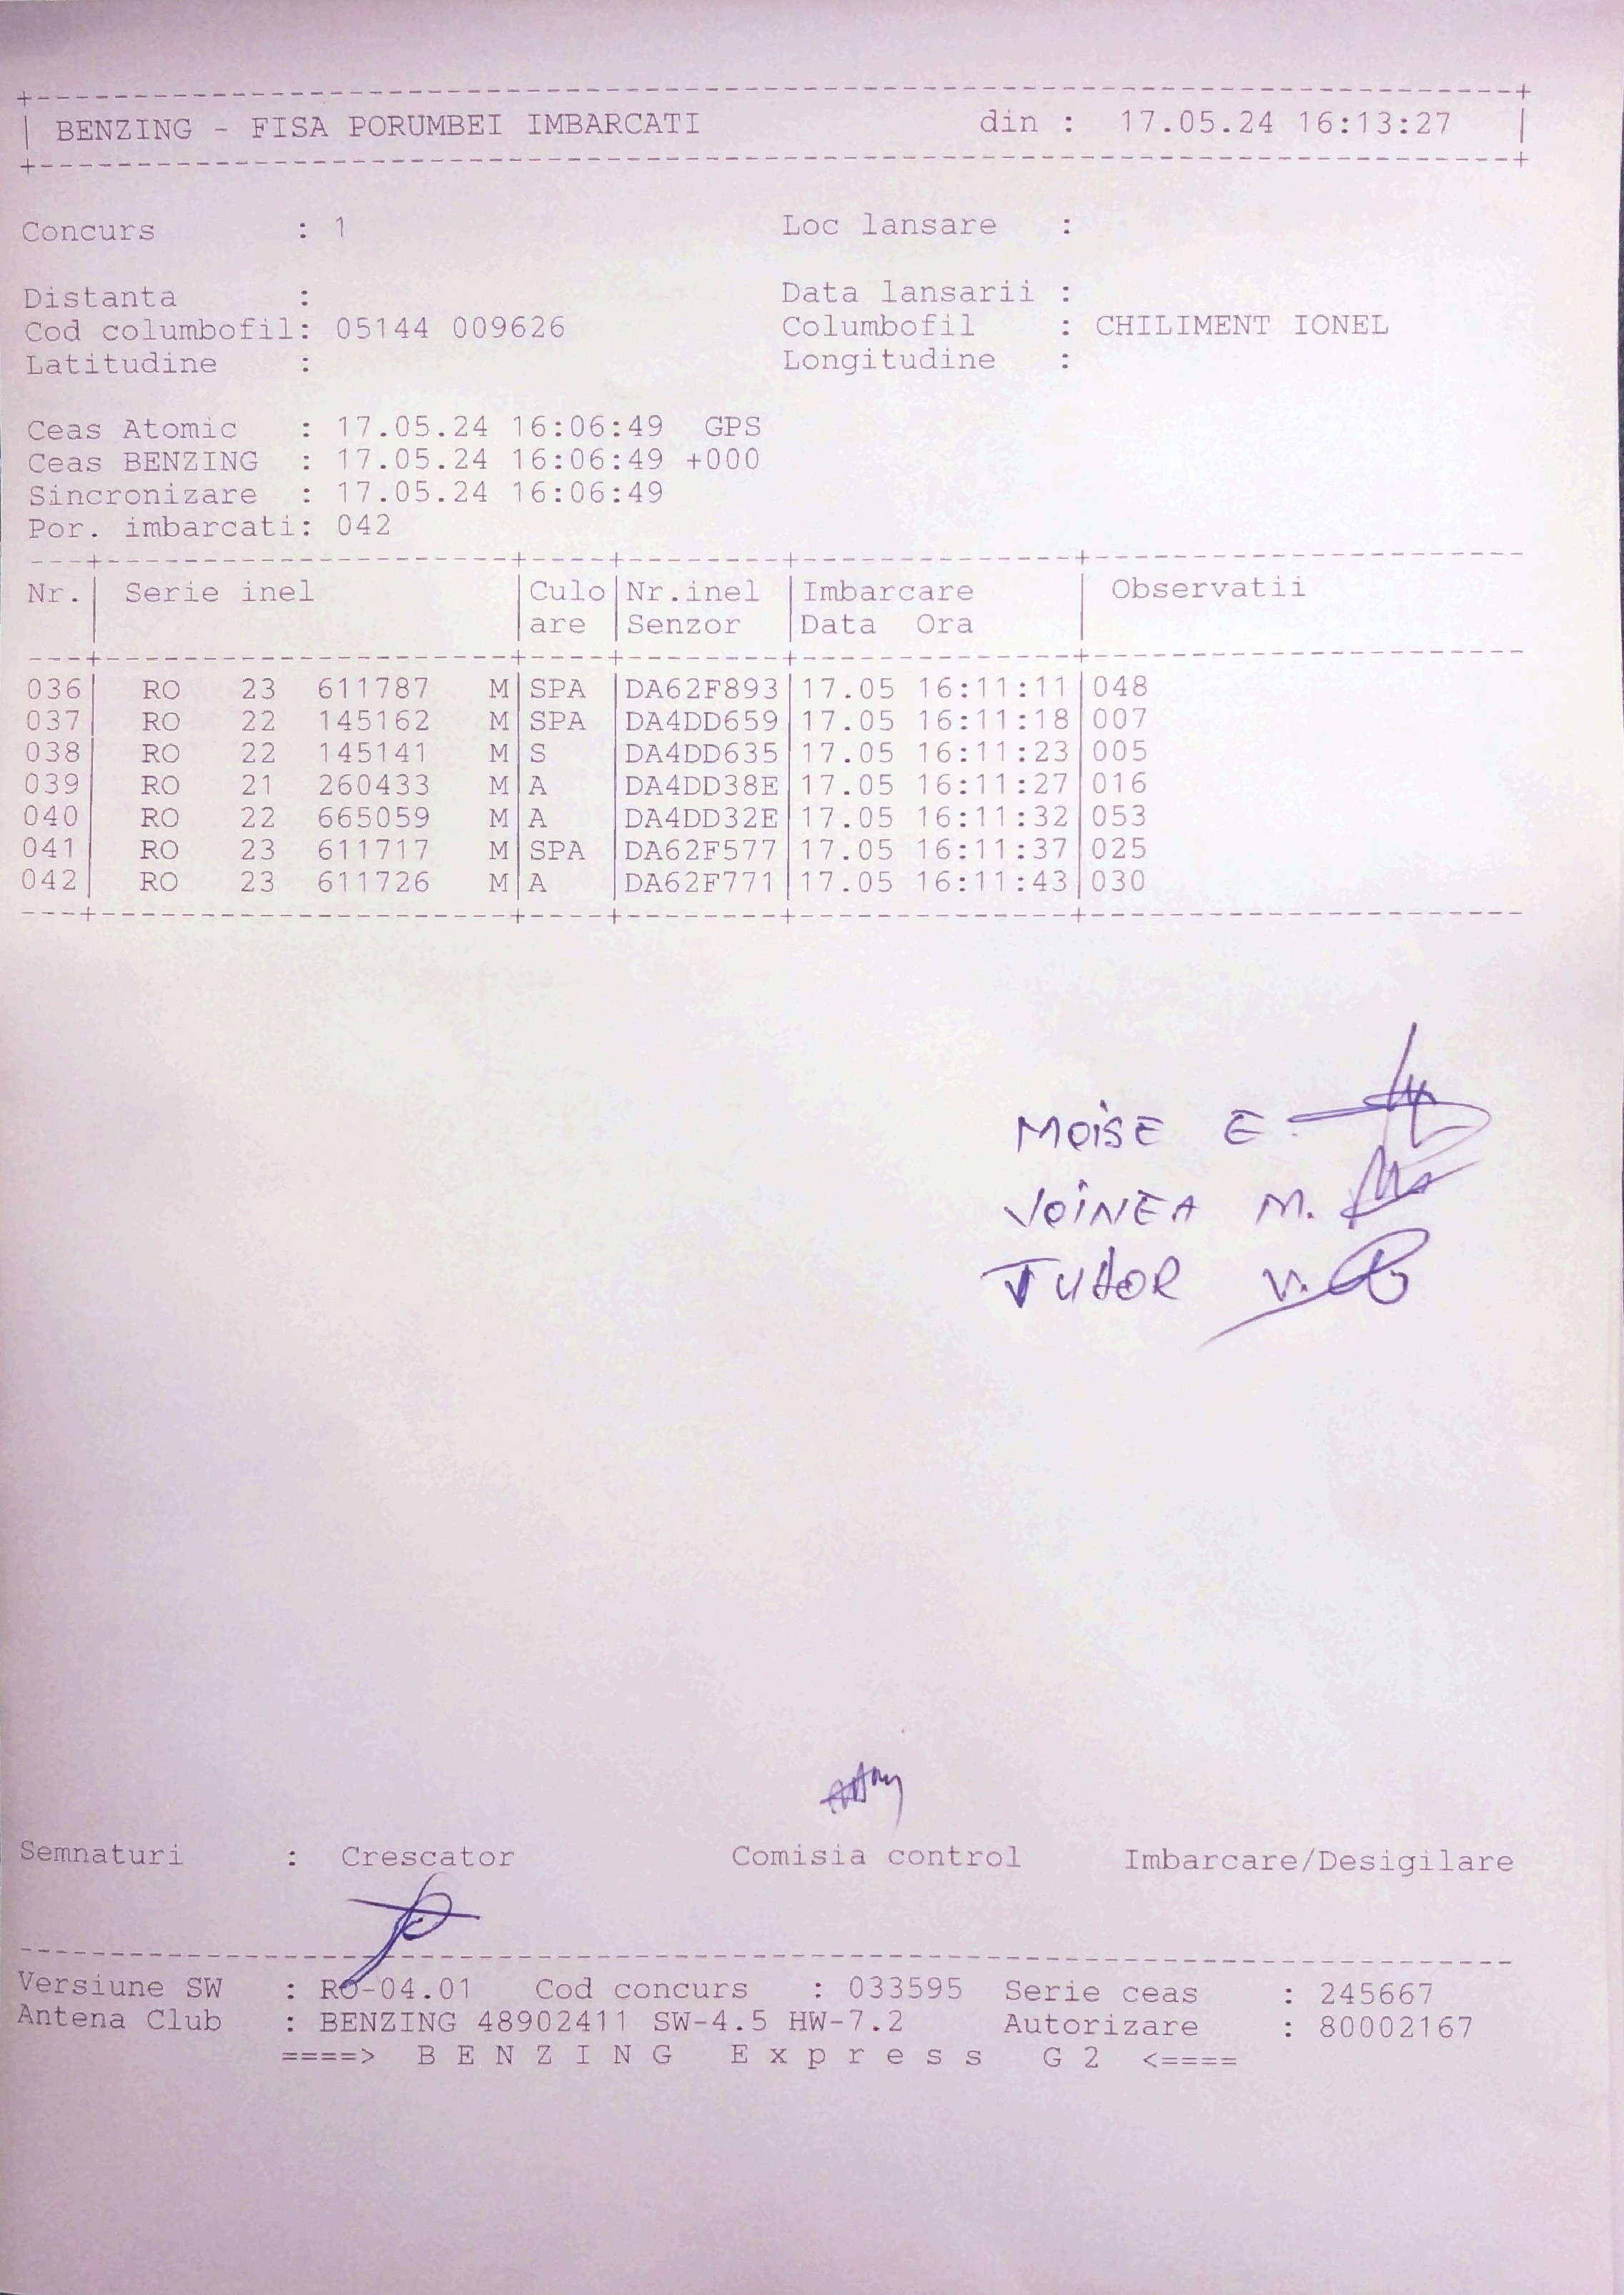 BENZING - FISA PORUMBEI IMBARCATI din : 17.05.24 16:13:27
Concurs : 1 Loc lansare :
Distanta : Data lansarii :
Cod columbofil: 05144 009626 Columbofil : CHILIMENT IONEL
Latitudine : Longitudine :
Ceas Atomic : 17.05.24 16:06:49 GPS
Ceas BENZING : 17.05.24 16:06:49 +000
Sincronizare : 17.05.24 16:06:49
Por. imbarcati: 042
Nr.| Serie inel |Culo|Nr.inel |Imbarcare | Observatii
|are |Senzor |Data Ora |
036| RO 23 611787 M|SPA |DA62F893|17.05 16:11:11|048
037| RO 22 145162 M|SPA |DA4DD659|17.05 16:11:18|007
038| RO 22 145141 M|S |DA4DD635|17.05 16:11:23|005
039| RO 21 260433 M|A |DA4DD38E|17.05 16:11:27|016
040| RO 22 665059 M|A |DA4DD32E|17.05 16:11:32|053
041| RO 23 611717 M|SPA |DA62F577|17.05 16:11:37|025
042| RO 23 611726 M|A |DA62F771|17.05 16:11:43|030
MOISE E.
VOINEA M.
TUDOR V.
Semnaturi : Crescator Comisia control Imbarcare/Desigilare
Versiune SW : RO-04.01 Cod concurs : 033595 Serie ceas : 245667
Antena Club : BENZING 48902411 SW-4.5 HW-7.2 Autorizare : 80002167
====> B E N Z I N G E x p r e s s G 2 <====